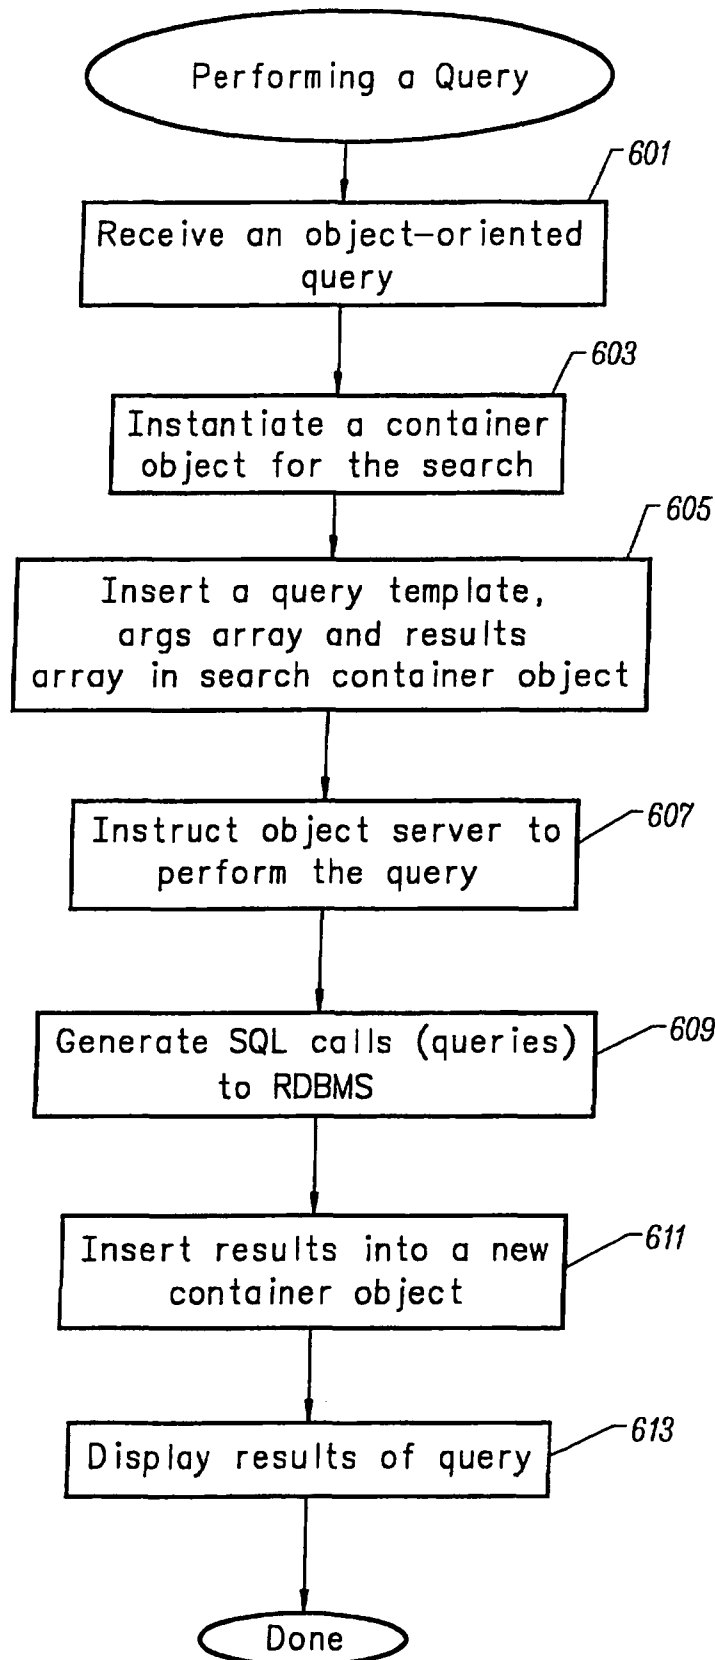 Performing a Query
601
Receive an object-oriented
query
603
Instantiate a container
object for the search
605
Insert a query template,
args array and results
array in search container object
607
Instruct object server to
perform the query
609
Generate SQL calls (queries)
to RDBMS
611
Insert results into a new
container object
613
Display results of query
Done